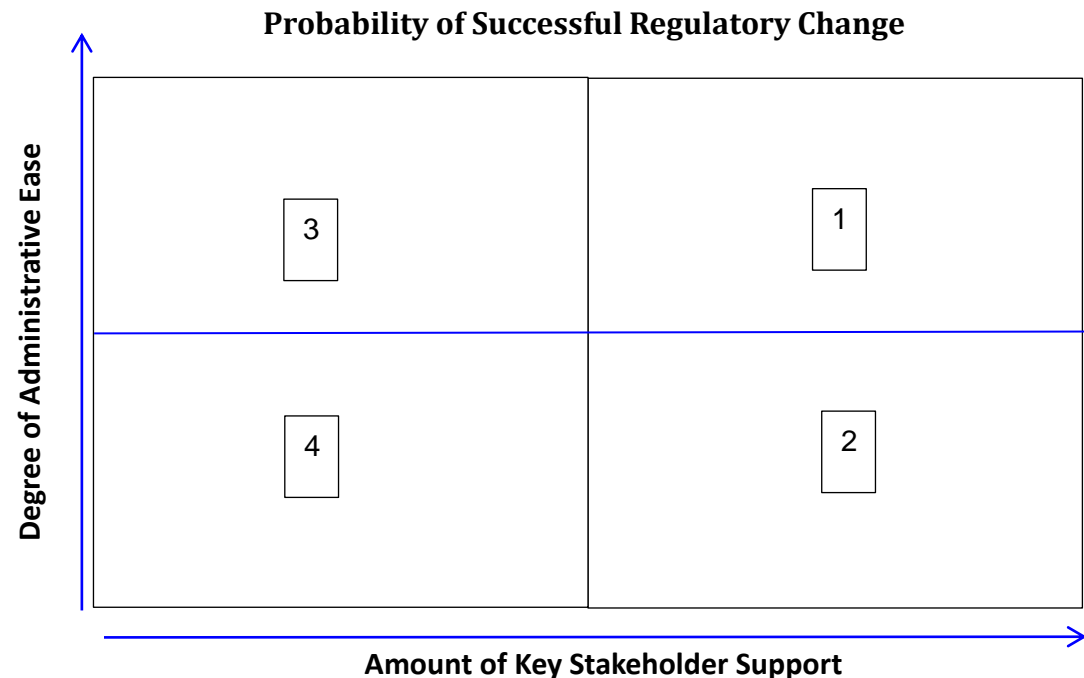 Probability of Successful Regulatory Change
Degree of Administrative Ease
3
1
4
2
Amount of Key Stakeholder Support